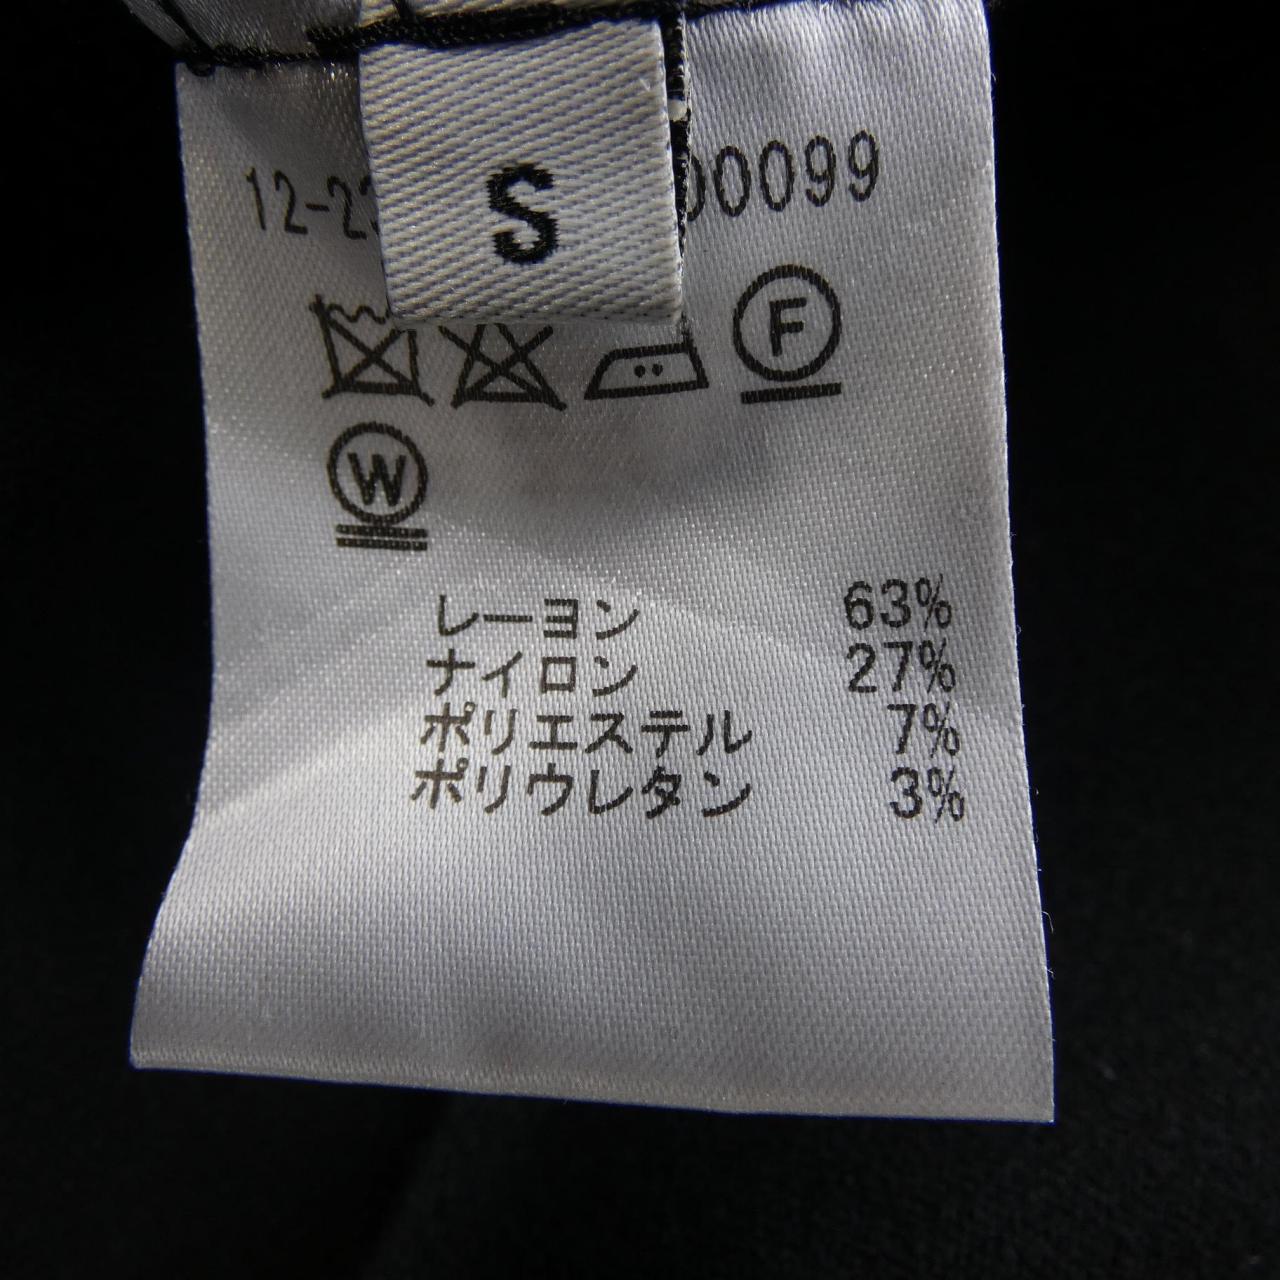 S
12-23
00099
F
W
レーヨン 63%
ナイロン 27%
ポリエステル 7%
ポリウレタン 3%